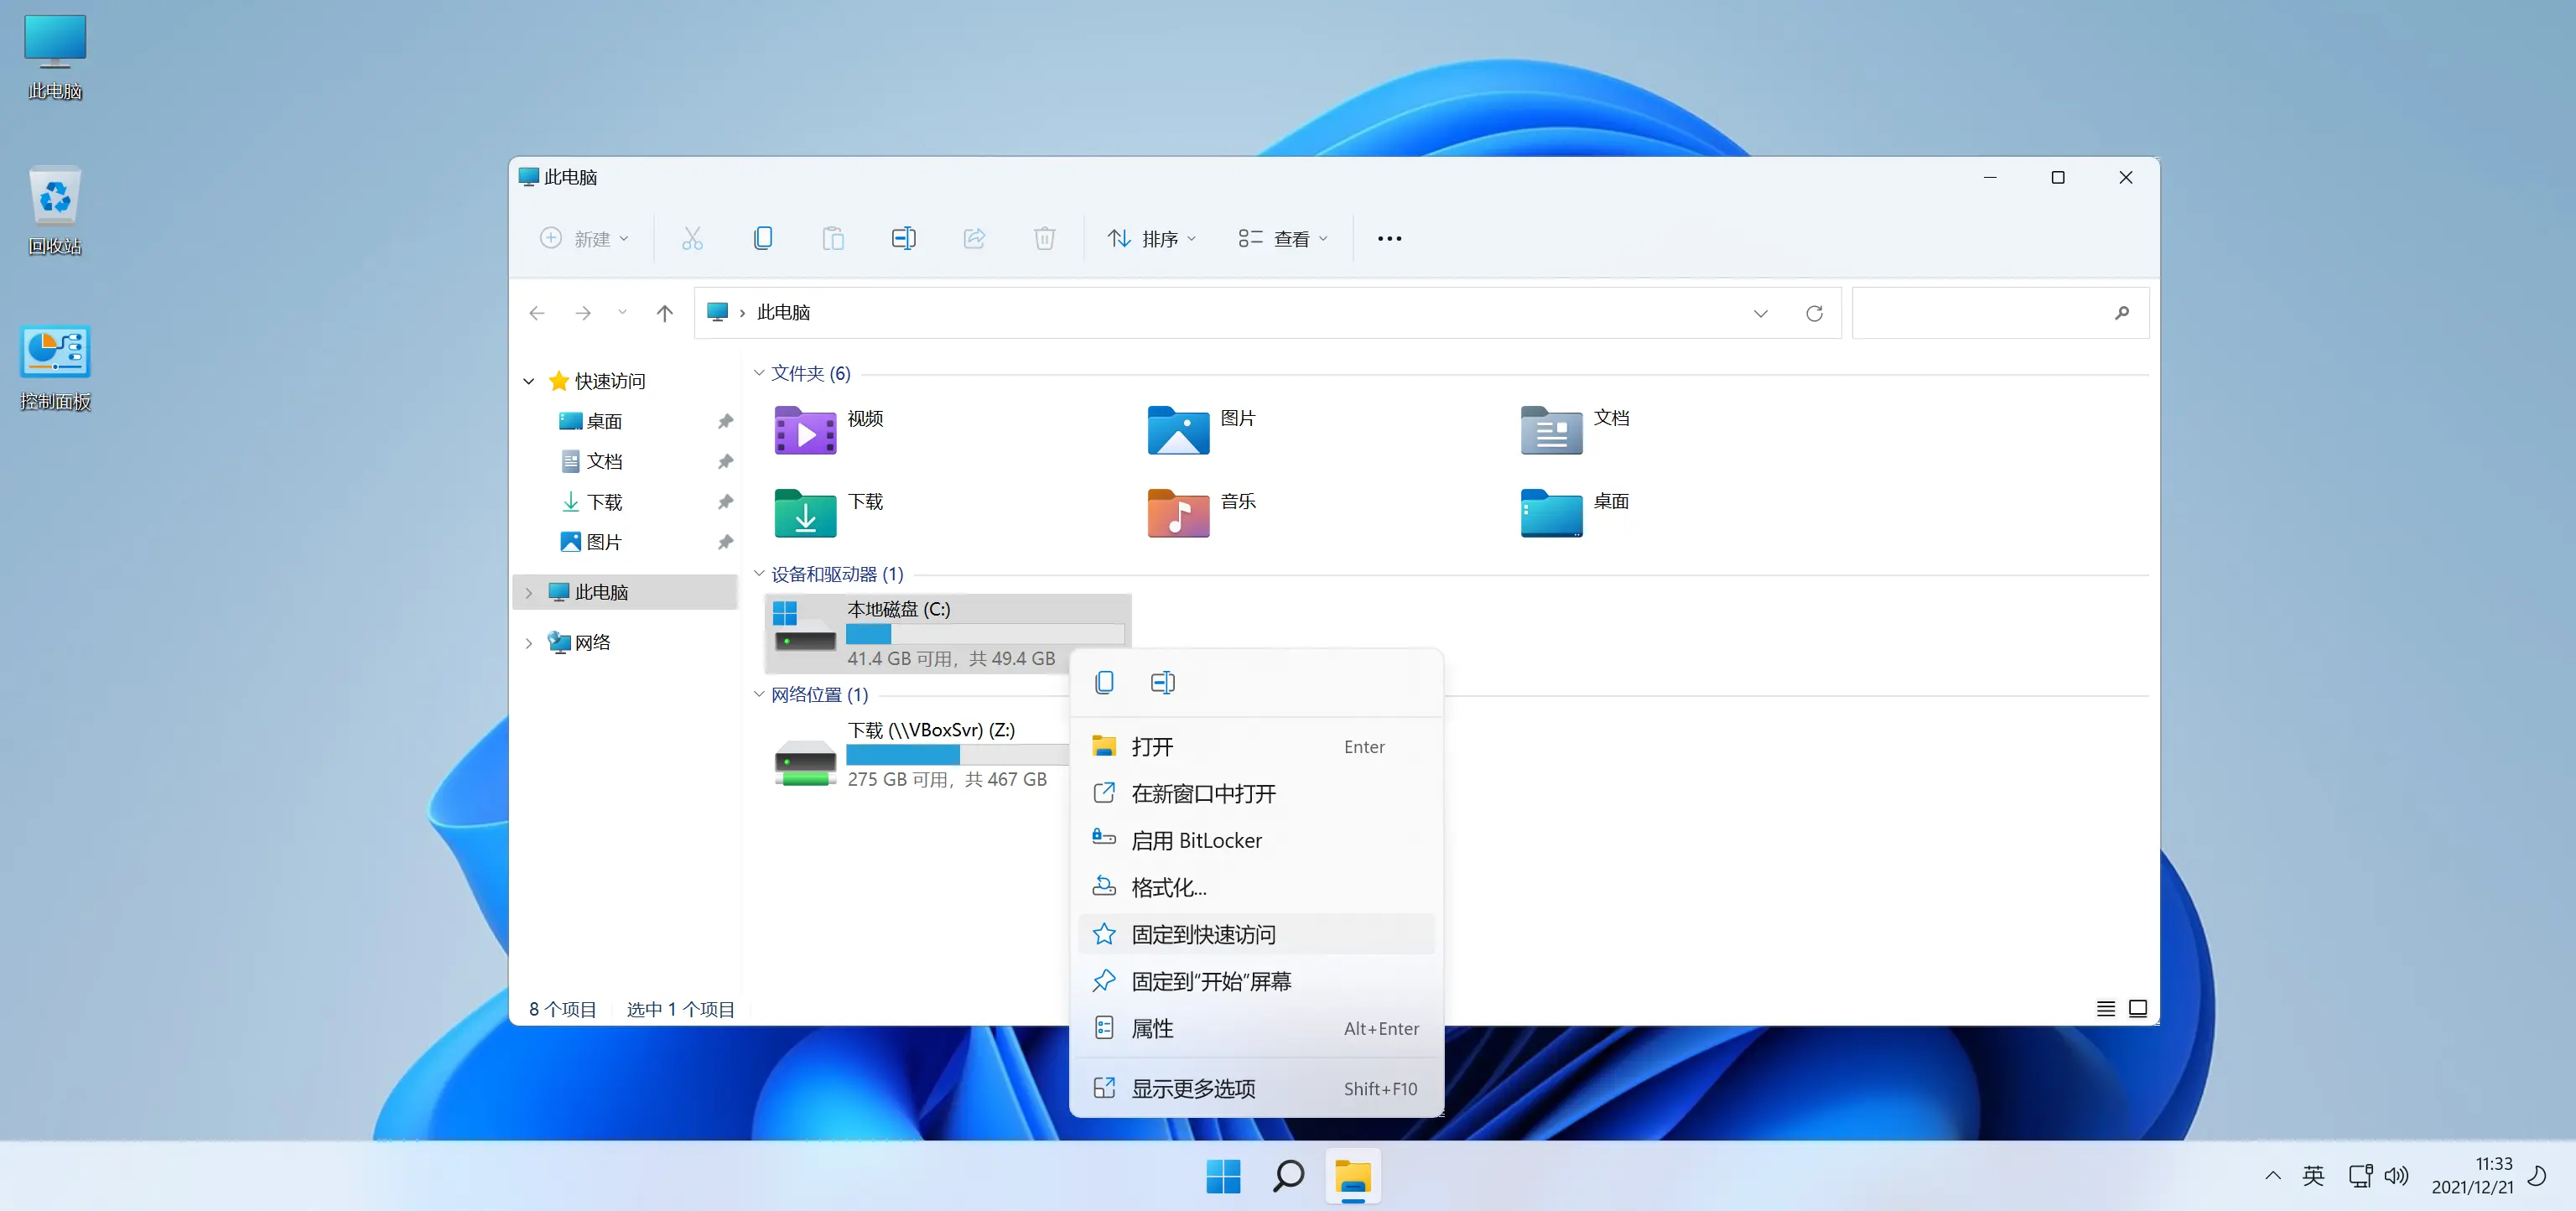 此电脑
回收站
控制面板
此电脑
新建
排序
查看
此电脑
快速访问
桌面
文档
下载
图片
此电脑
网络
文件夹 (6)
视频
图片
文档
下载
音乐
桌面
设备和驱动器 (1)
本地磁盘 (C:)
41.4 GB 可用，共 49.4 GB
网络位置 (1)
下载 (\\VBoxSvr) (Z:)
275 GB 可用，共 467 GB
打开 Enter
在新窗口中打开
启用 BitLocker
格式化...
固定到快速访问
固定到“开始”屏幕
属性 Alt+Enter
显示更多选项 Shift+F10
8 个项目 选中 1 个项目
英
11:33
2021/12/21